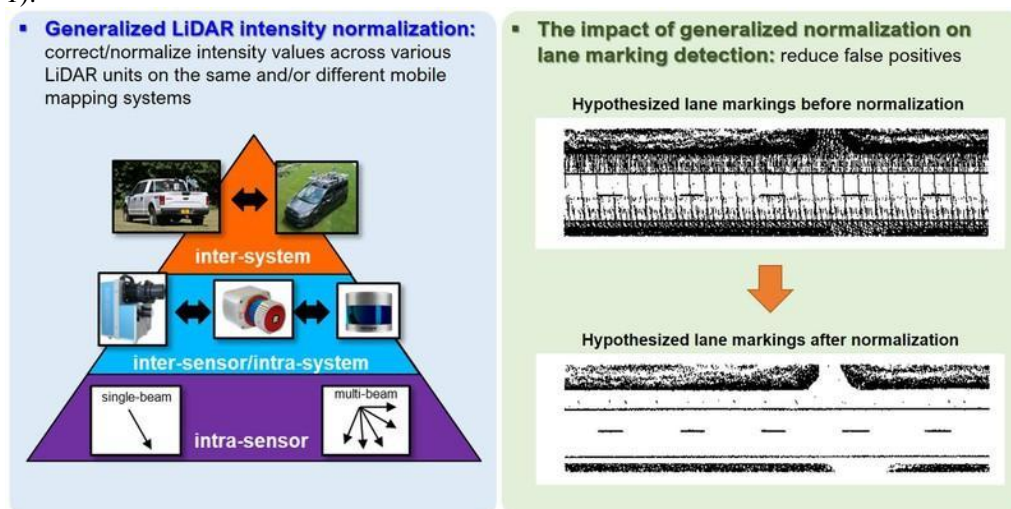 1).
▪ Generalized LiDAR intensity normalization:
correct/normalize intensity values across various
LiDAR units on the same and/or different mobile
mapping systems
inter-system
inter-sensor/intra-system
single-beam
multi-beam
intra-sensor
▪ The impact of generalized normalization on
lane marking detection: reduce false positives
Hypothesized lane markings before normalization
Hypothesized lane markings after normalization